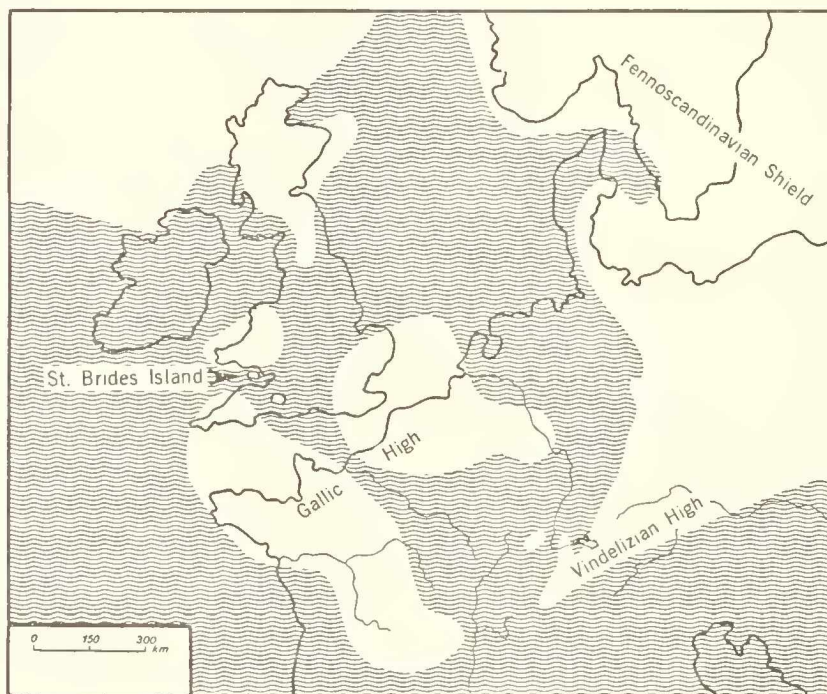 Fennoscandinavian Shield
St. Brides Island
Gallic High
Vindelizian High
0 150 300
km